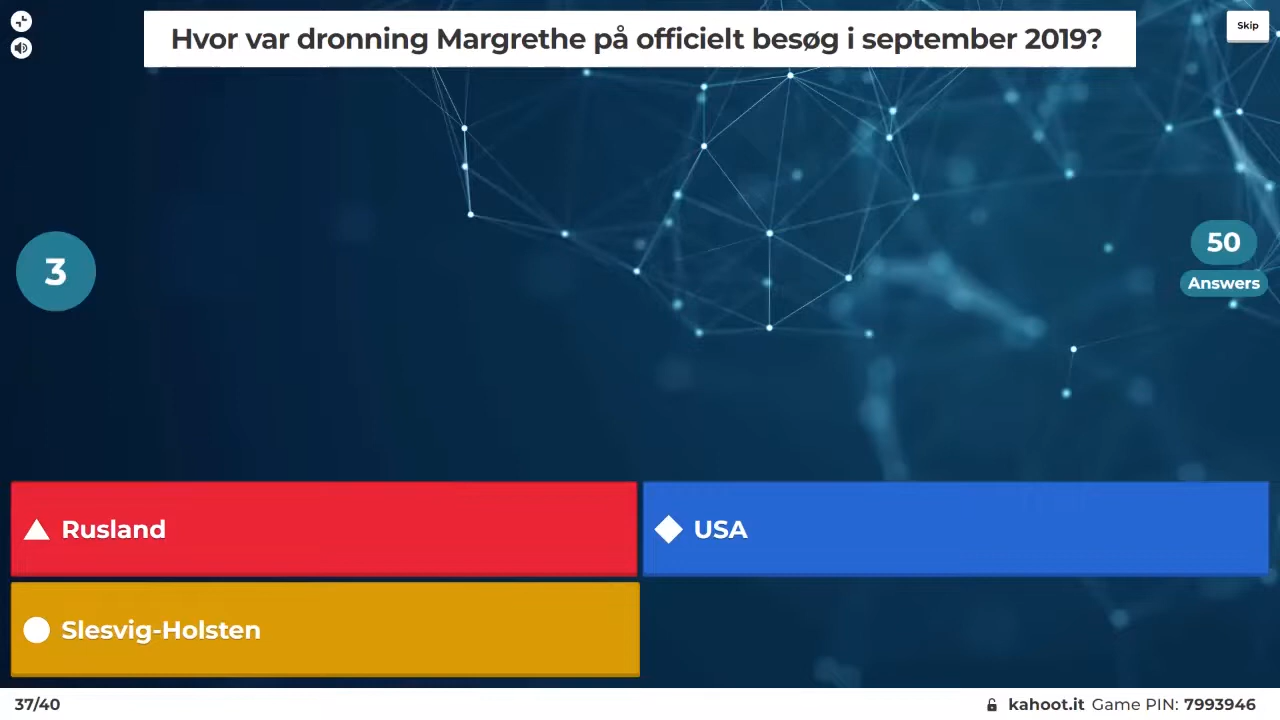 Hvor var dronning Margrethe på officielt besøg i september 2019?
Skip
3
50
Answers
Rusland
USA
Slesvig-Holsten
37/40
kahoot.it Game PIN: 7993946